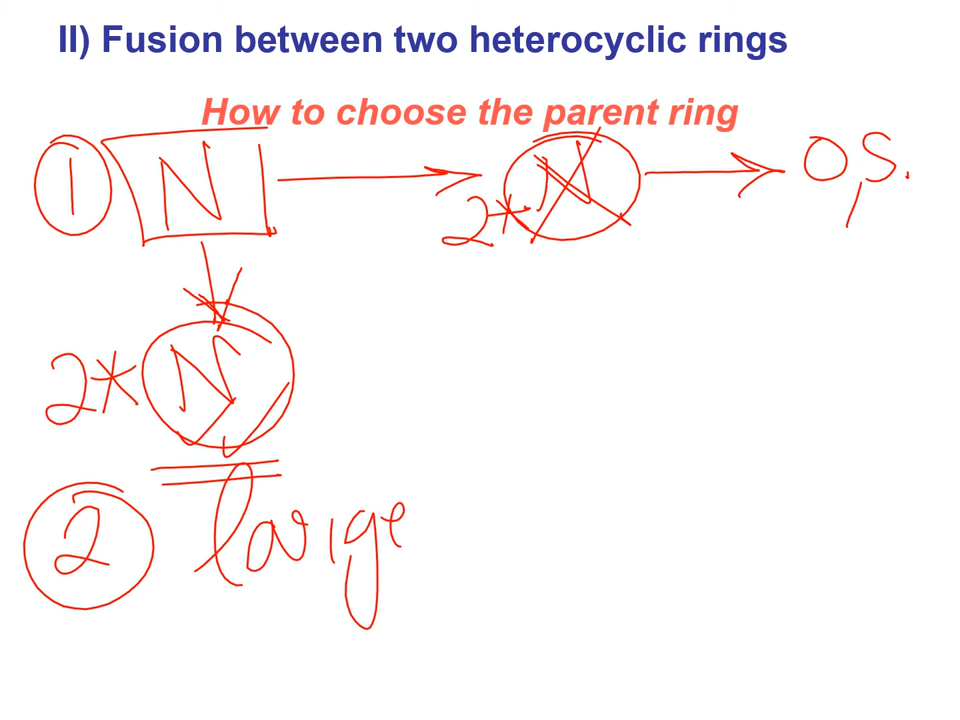 II) Fusion between two heterocyclic rings
How to choose the parent ring
1 N 2* N O, S.
2* N
2 large